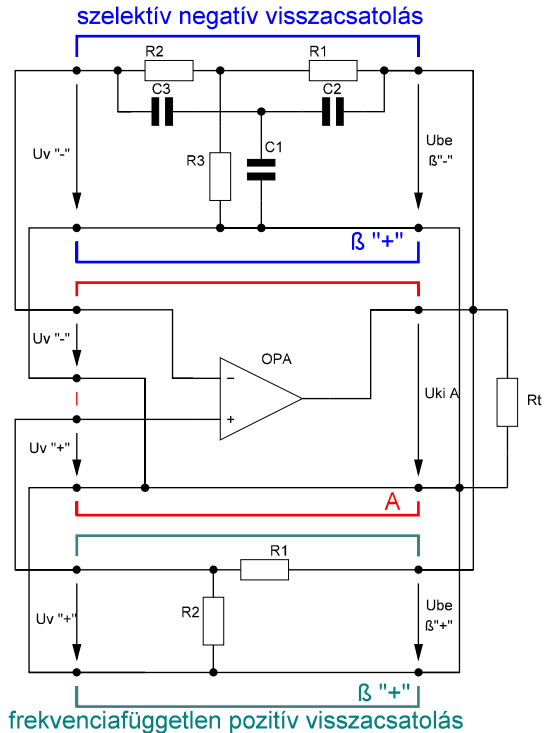 szelektív negatív visszacsatolás
R2
R1
C3
C2
Uv "-"
R3
C1
Ube
ß"-"
ß "+"
Uv "-"
OPA
−
+
Uki A
Rt
Uv "+"
A
R1
R2
Uv "+"
Ube
ß"+"
ß "+"
frekvenciafüggetlen pozitív visszacsatolás